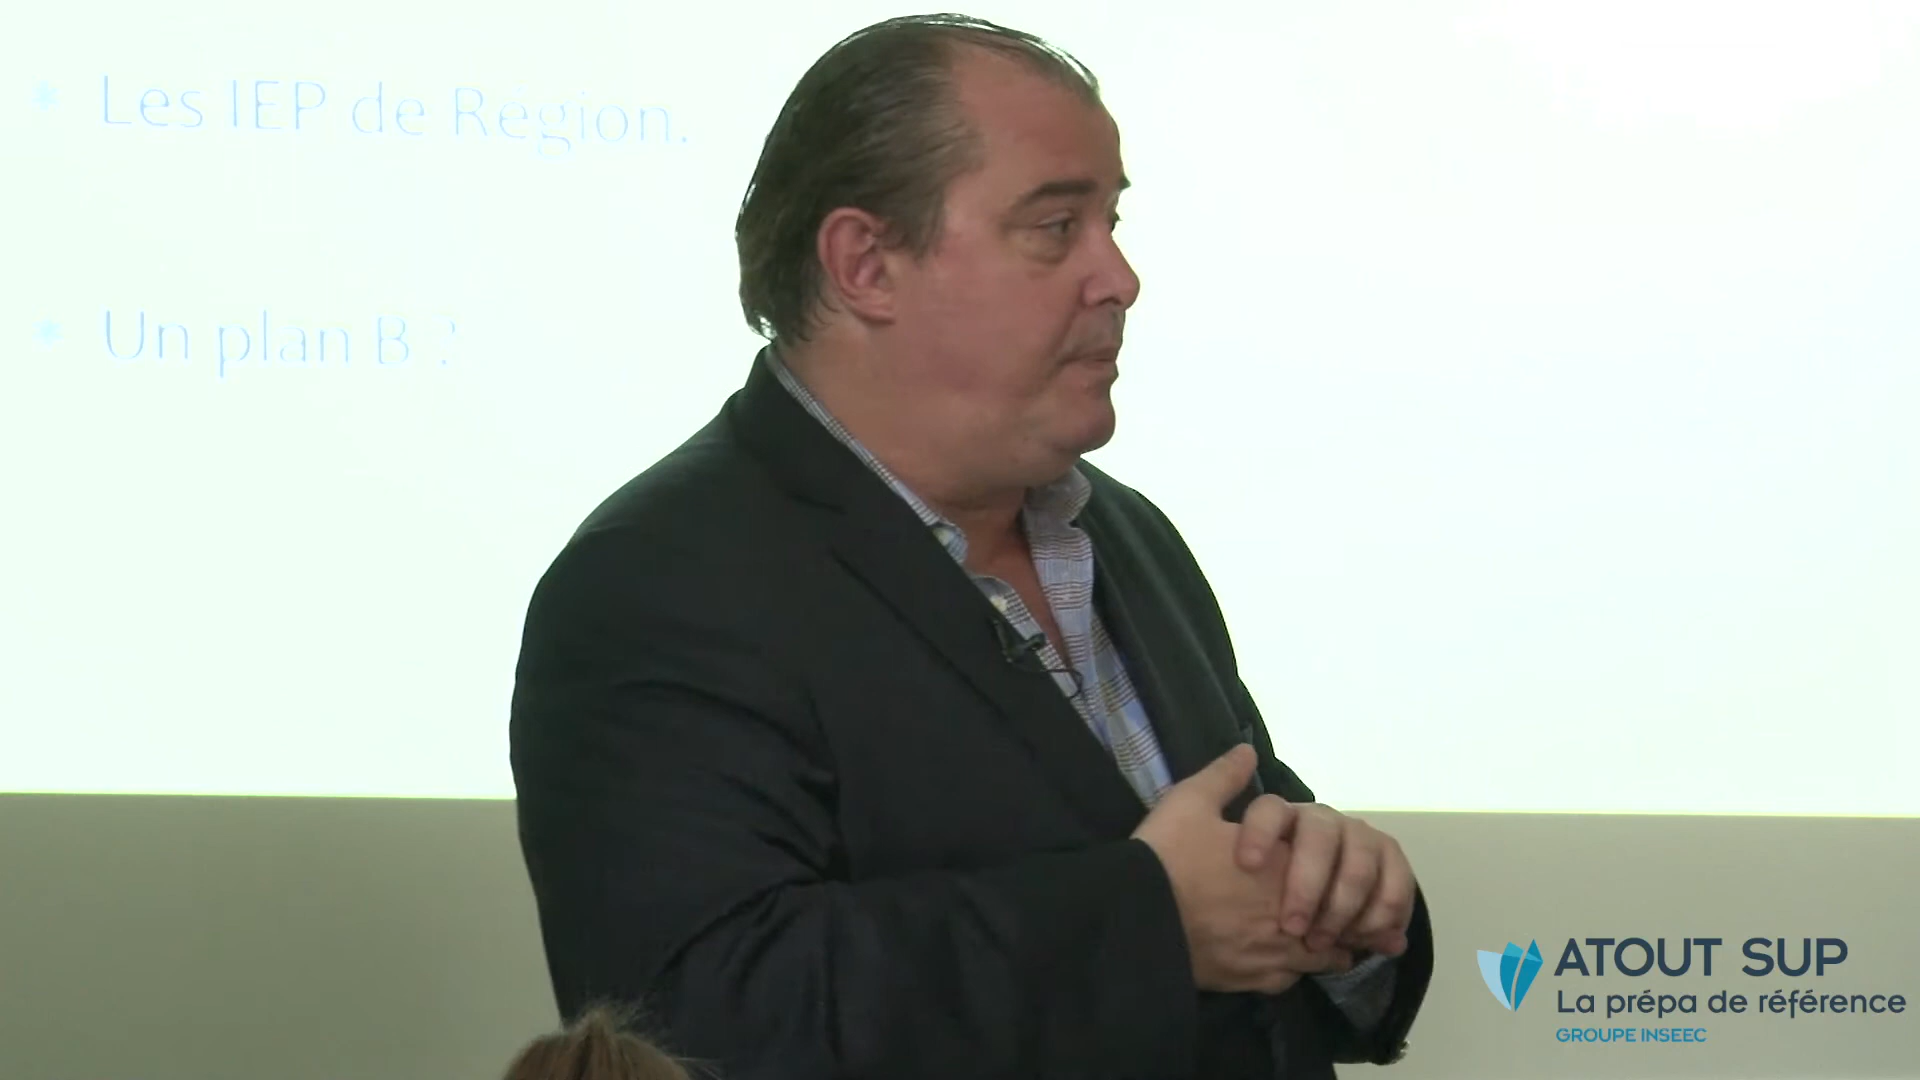 * Les IEP de Région.
* Un plan B ?
ATOUT SUP
La prépa de référence
GROUPE INSEEC